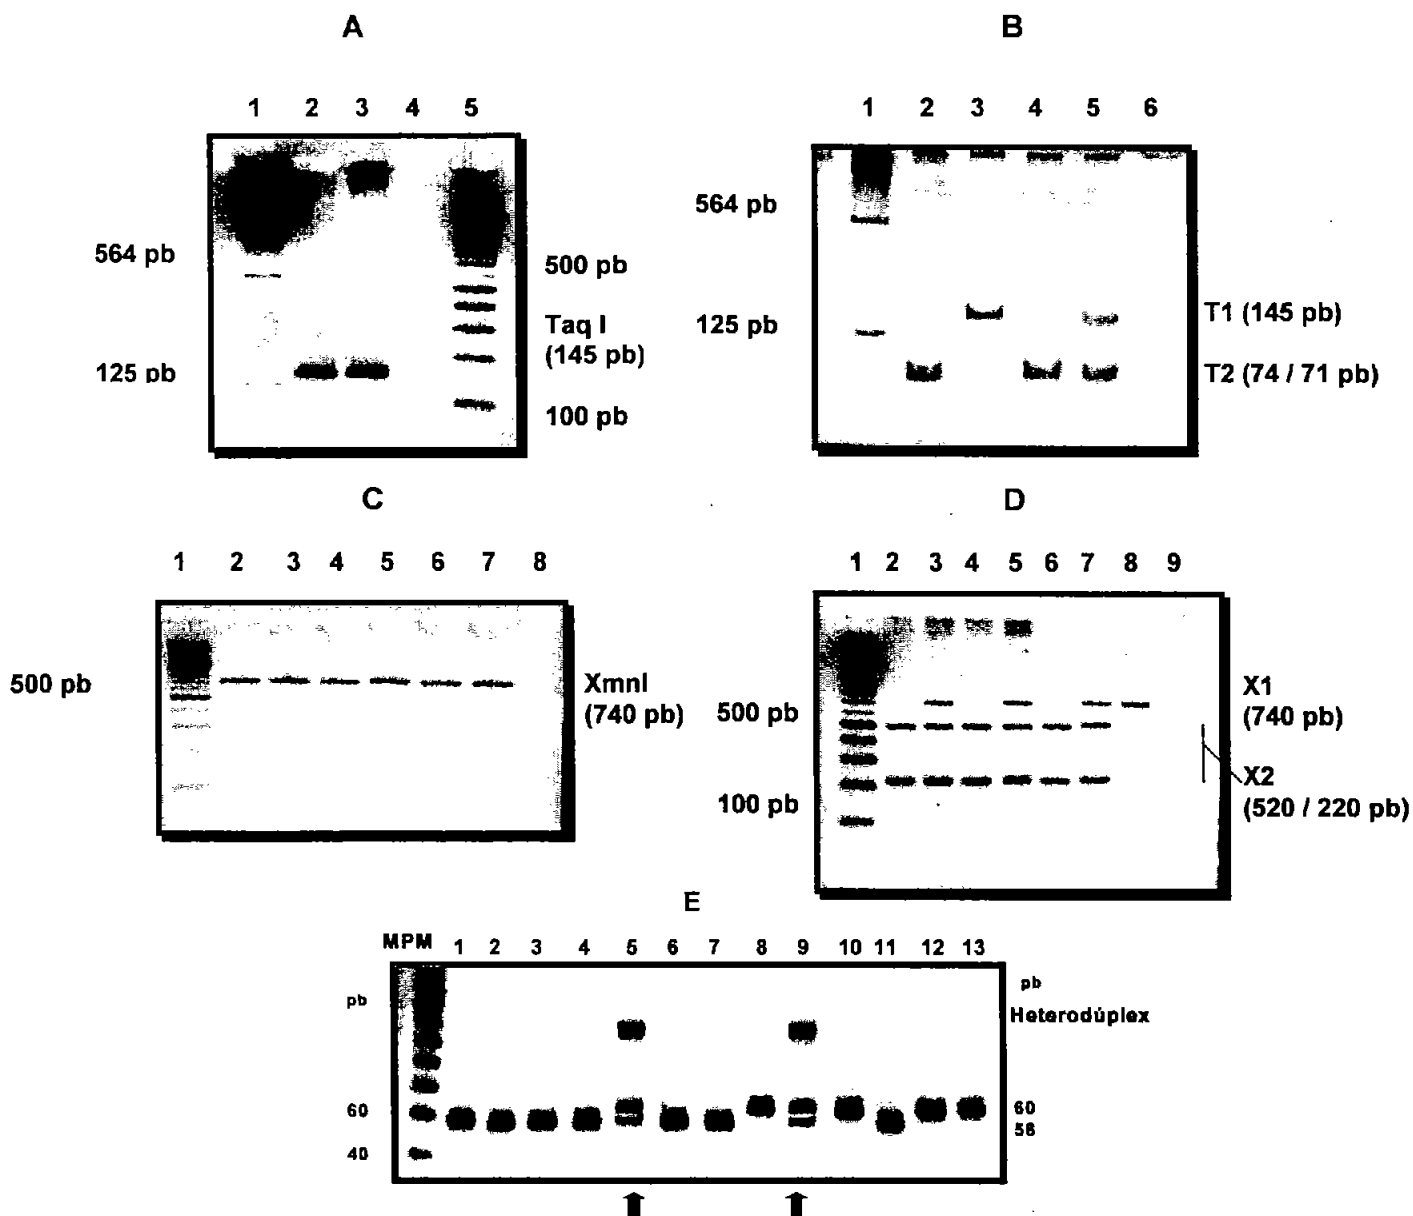 A
1 2 3 4 5
564 pb
125 pb
500 pb
Taq I
(145 pb)
100 pb
B
1 2 3 4 5 6
564 pb
125 pb
T1 (145 pb)
T2 (74 / 71 pb)
C
1 2 3 4 5 6 7 8
500 pb
XmnI
(740 pb)
D
1 2 3 4 5 6 7 8 9
500 pb
100 pb
X1
(740 pb)
X2
(520 / 220 pb)
E
MPM 1 2 3 4 5 6 7 8 9 10 11 12 13
pb
60
40
pb
Heterodúplex
60
58